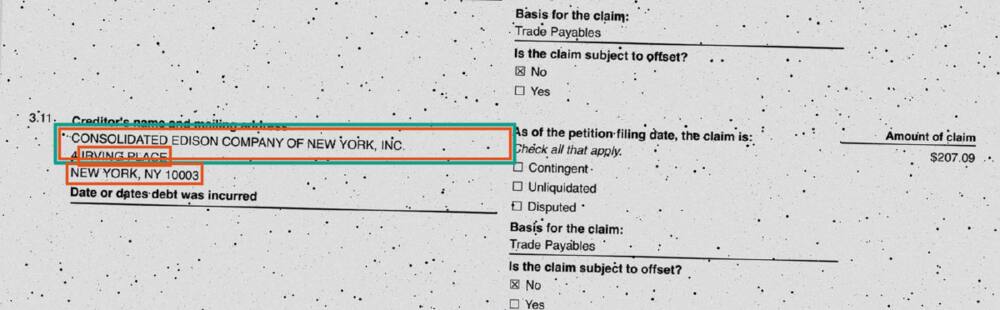 Basis for the claim:
Trade Payables
Is the claim subject to offset?
☒ No
☐ Yes
3.11. Creditor's name and mailing address
CONSOLIDATED EDISON COMPANY OF NEW YORK, INC.
4 IRVING PLACE
NEW YORK, NY 10003
Date or dates debt was incurred
As of the petition filing date, the claim is:
Check all that apply.
☐ Contingent
☐ Unliquidated
☐ Disputed
Basis for the claim:
Trade Payables
Is the claim subject to offset?
☒ No
☐ Yes
Amount of claim
$207.09